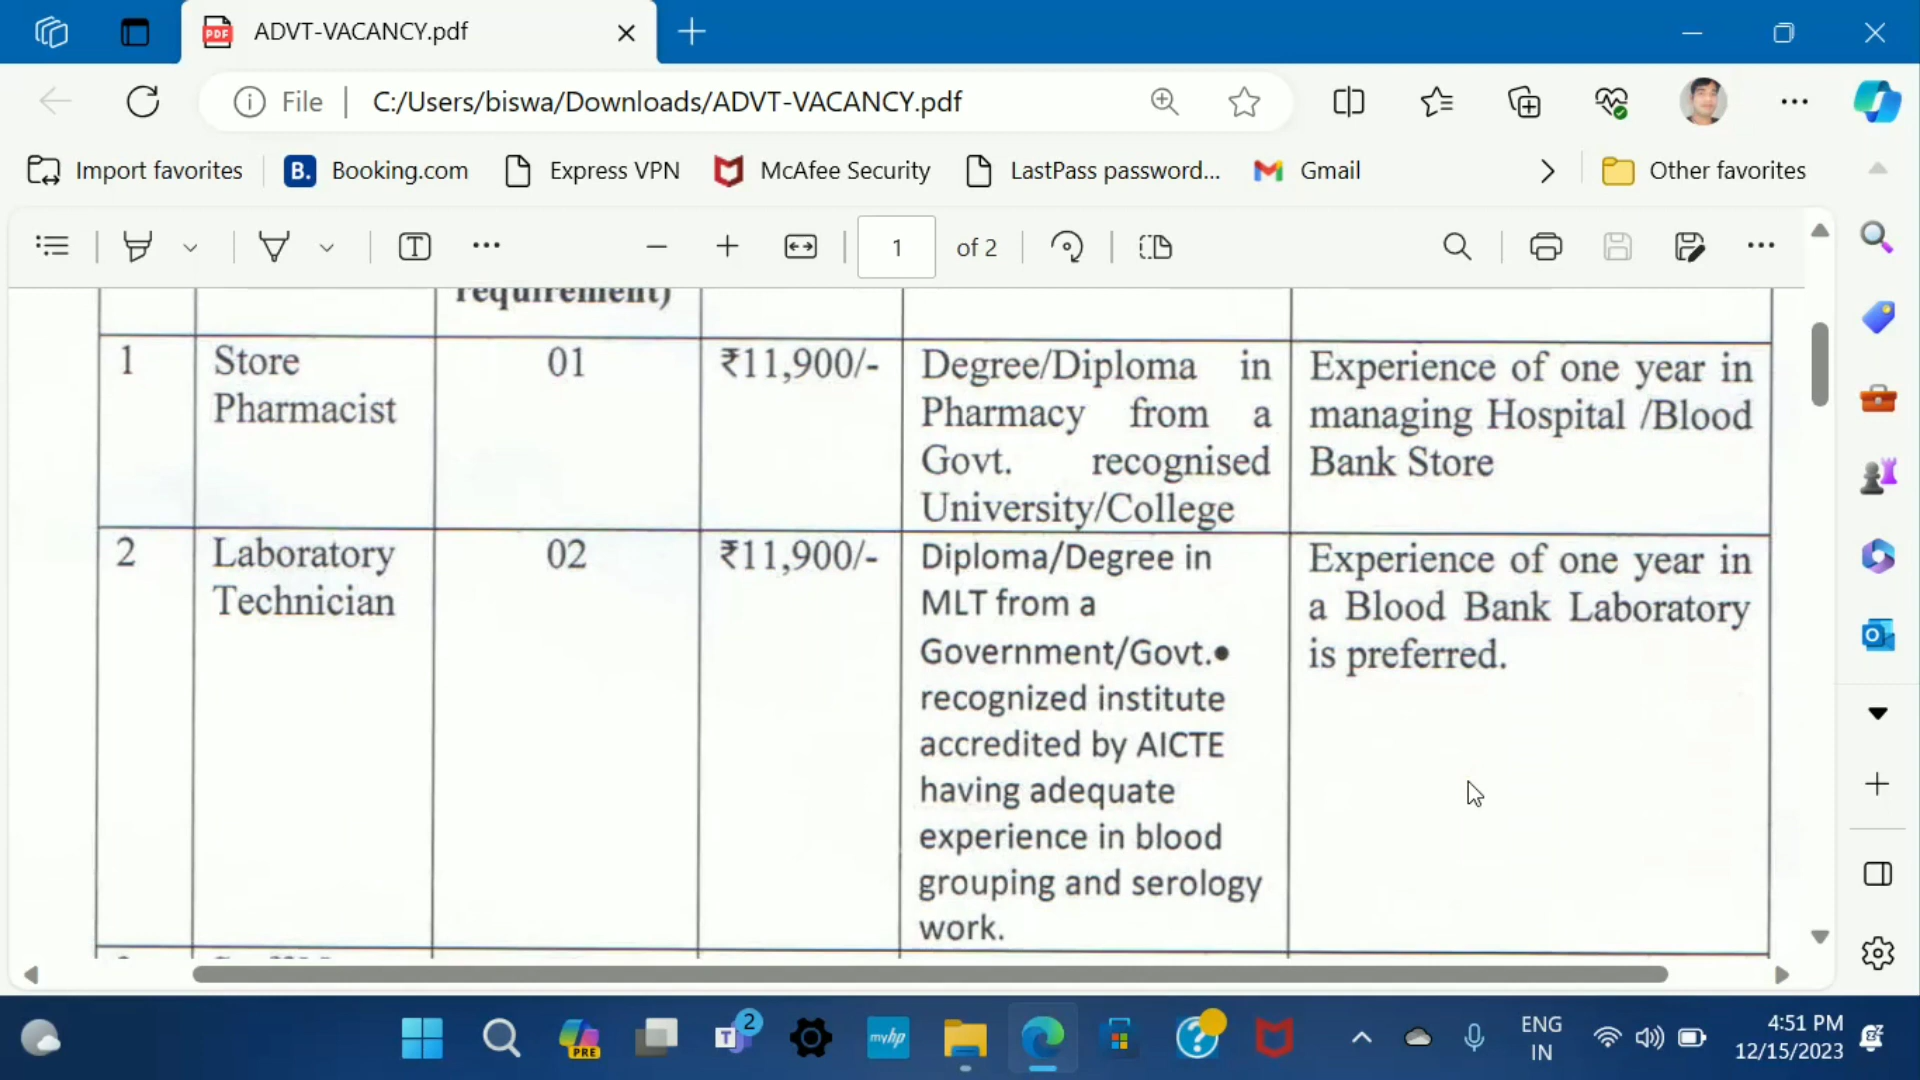 ADVT-VACANCY.pdf
File
C:/Users/biswa/Downloads/ADVT-VACANCY.pdf
Import favorites
B. Booking.com
Express VPN
McAfee Security
LastPass password...
Gmail
Other favorites
1 of 2
requirement)
1 Store 01 ₹11,900/- Degree/Diploma in Experience of one year in
Pharmacist Pharmacy from a managing Hospital /Blood
Govt. recognised Bank Store
University/College
2 Laboratory 02 ₹11,900/- Diploma/Degree in Experience of one year in
Technician MLT from a a Blood Bank Laboratory
Government/Govt.• is preferred.
recognized institute
accredited by AICTE
having adequate
experience in blood
grouping and serology
work.
PRE
2
myhp
ENG
IN
4:51 PM
12/15/2023